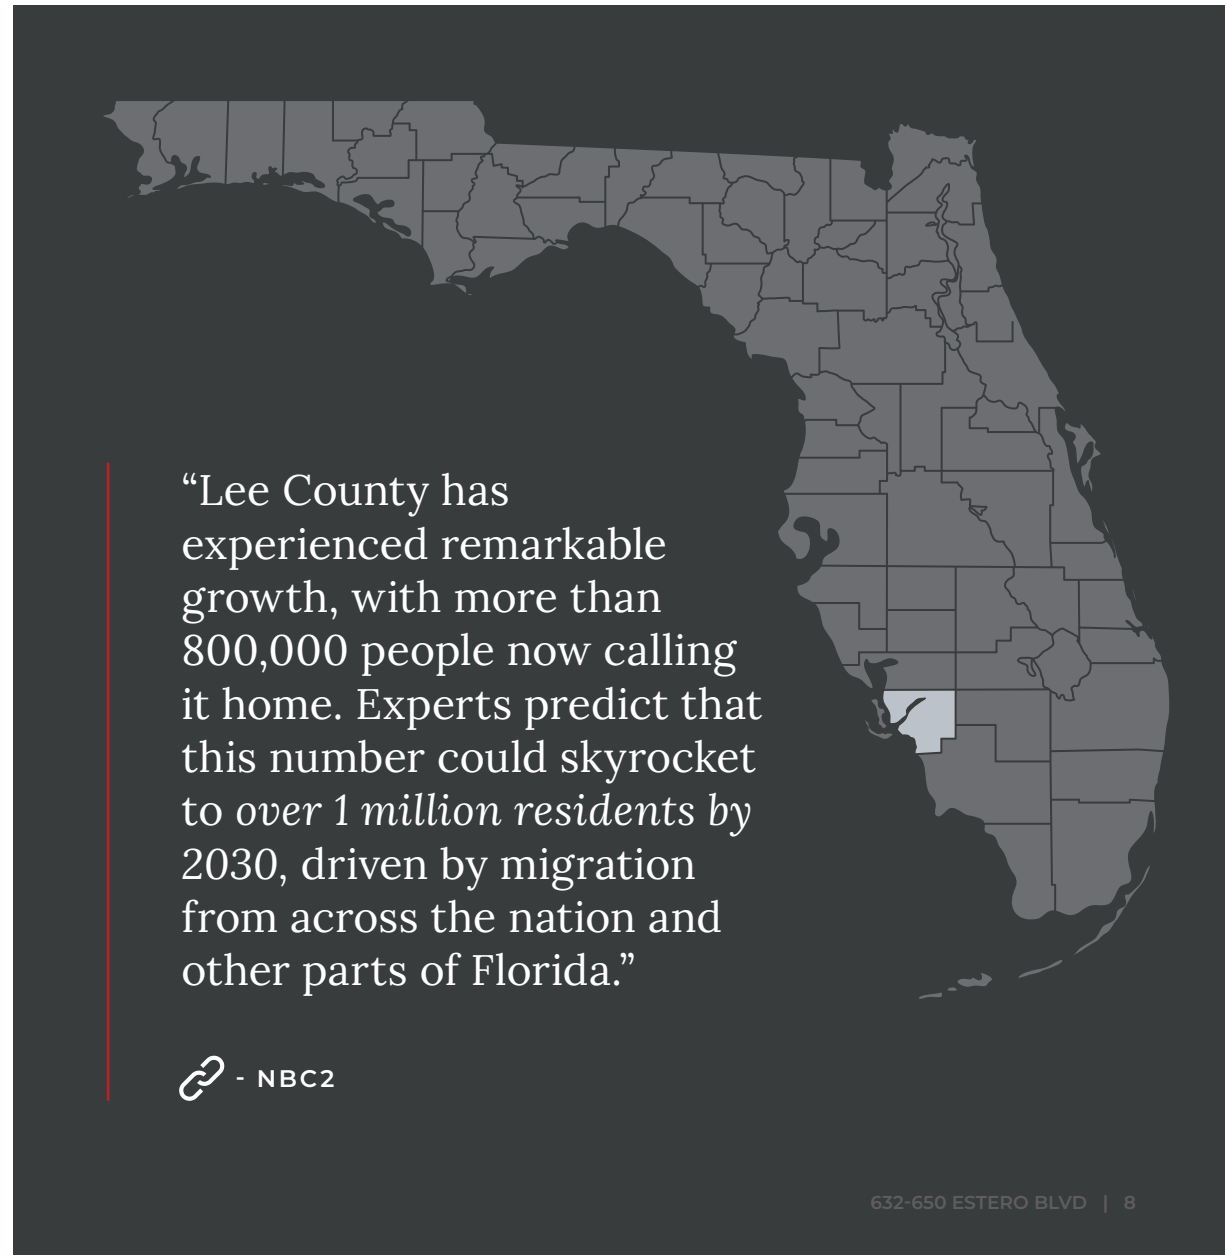 “Lee County has
experienced remarkable
growth, with more than
800,000 people now calling
it home. Experts predict that
this number could skyrocket
to over 1 million residents by
2030, driven by migration
from across the nation and
other parts of Florida.”
- NBC2
632-650 ESTERO BLVD | 8